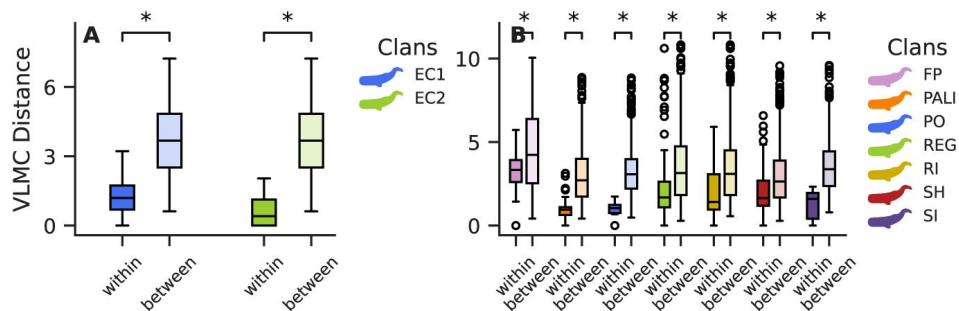 A
*
*
VLMC Distance
6
3
0
within
between
within
between
Clans
EC1
EC2
B
*
*
*
*
*
*
*
10
5
0
within
between
within
between
within
between
within
between
within
between
within
between
within
between
Clans
FP
PALI
PO
REG
RI
SH
SI